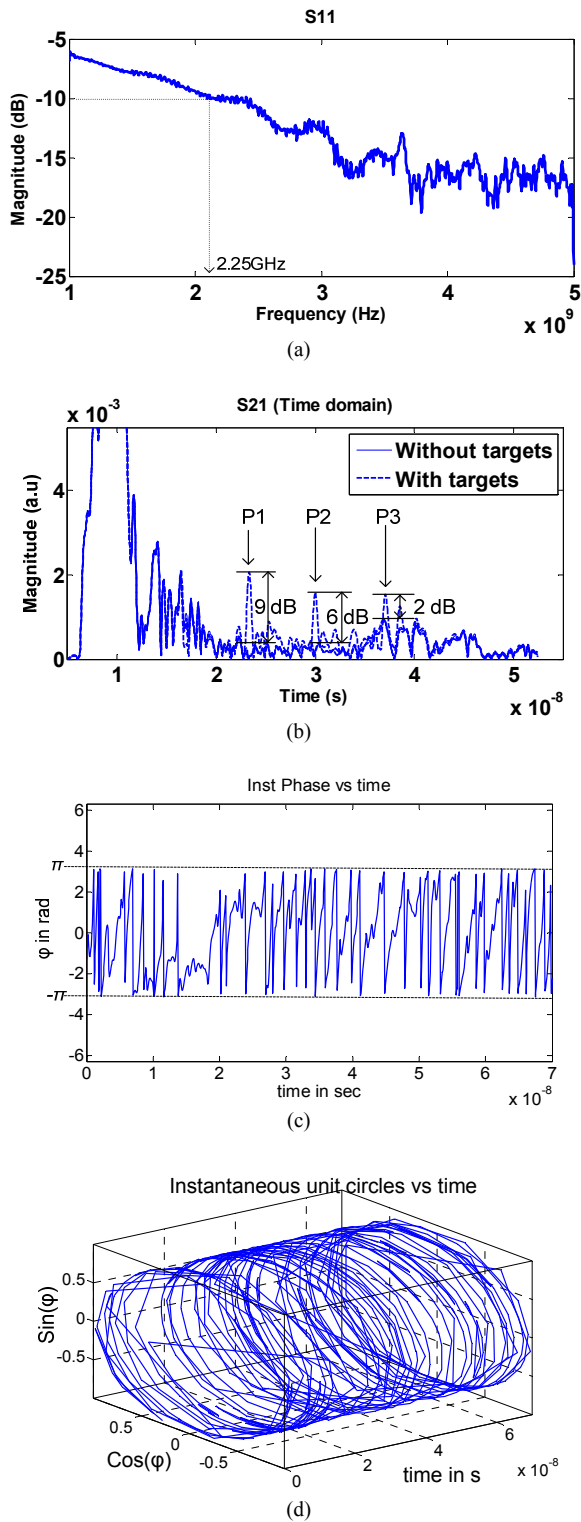 S11
-5
-10
-15
-20
-25
Magnitude (dB)
2.25GHz
1 2 3 4 5
Frequency (Hz)
x 10^9
(a)
x 10^-3
S21 (Time domain)
Without targets
With targets
P1 P2 P3
9 dB 6 dB 2 dB
4
2
0
Magnitude (a.u)
1 2 3 4 5
Time (s)
x 10^-8
(b)
Inst Phase vs time
6
π
2
0
-2
-π
-4
-6
4
φ in rad
0 1 2 3 4 5 6 7
time in sec
x 10^-8
(c)
Instantaneous unit circles vs time
0.5
0
-0.5
Sin(φ)
0.5
0
-0.5
Cos(φ)
0
2
4
6
time in s
x 10^-8
(d)